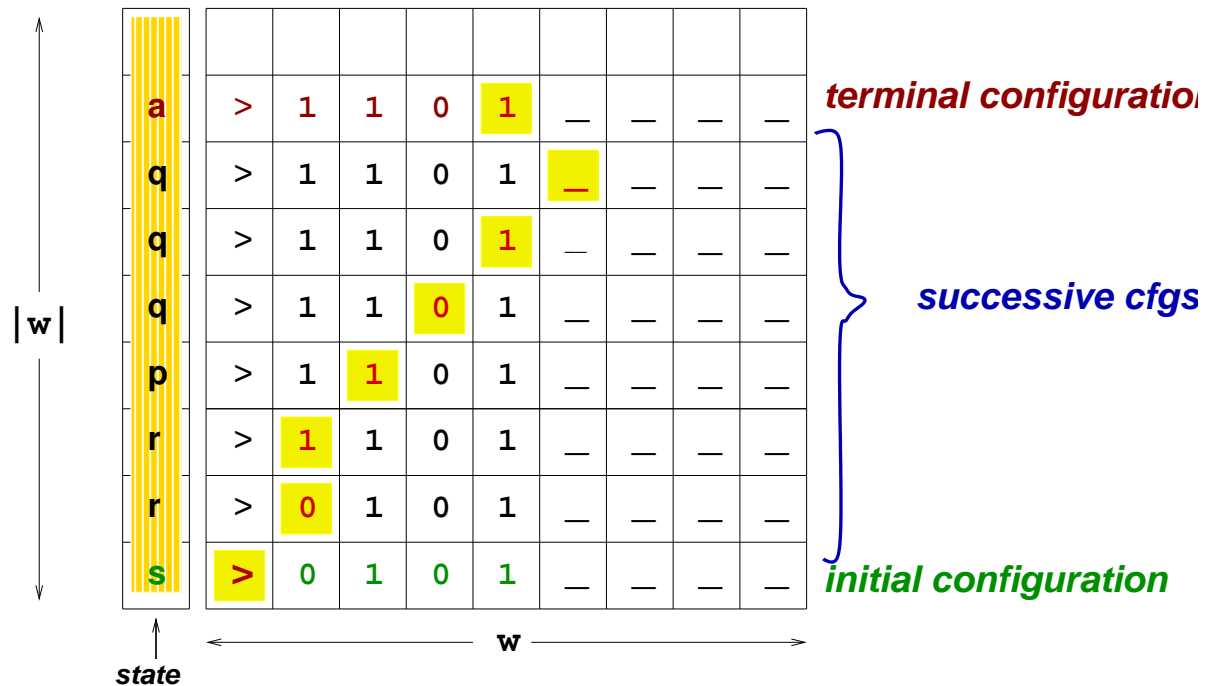 a > 1 1 0 1 _ _ _ _ terminal configuration
q > 1 1 0 1 _ _ _ _
q > 1 1 0 1 _ _ _ _
|w| q > 1 1 0 1 _ _ _ _ successive cfgs
p > 1 1 0 1 _ _ _ _
r > 1 1 0 1 _ _ _ _
r > 0 1 0 1 _ _ _ _
s > 0 1 0 1 _ _ _ _ initial configuration
w
state